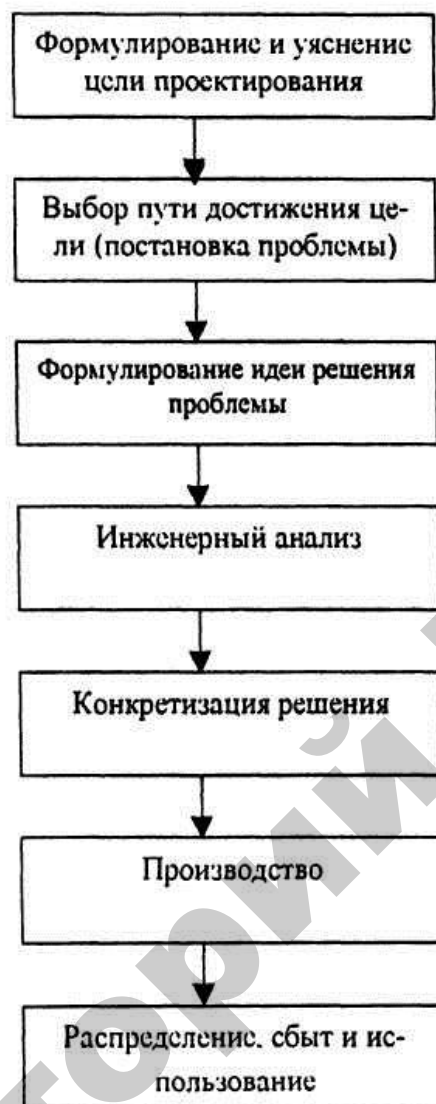 Формулирование и уяснение
цели проектирования
Выбор пути достижения це-
ли (постановка проблемы)
Формулирование идеи решения
проблемы
Инженерный анализ
Конкретизация решения
Производство
Распределение, сбыт и ис-
пользование